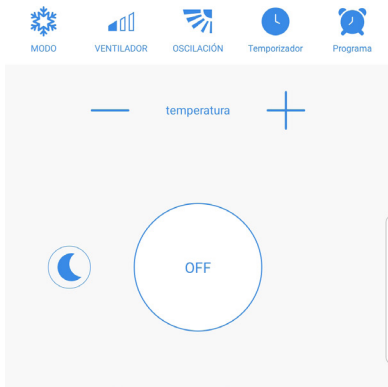 MODO
VENTILADOR
OSCILACIÓN
Temporizador
Programa
temperatura
OFF